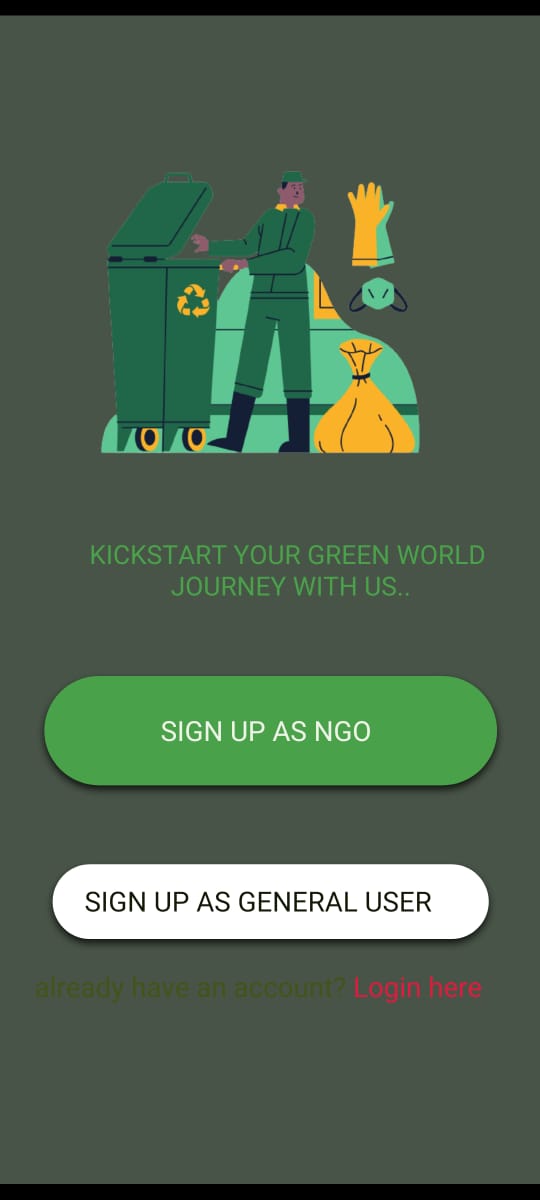 KICKSTART YOUR GREEN WORLD
JOURNEY WITH US..
SIGN UP AS NGO
SIGN UP AS GENERAL USER
already have an account? Login here